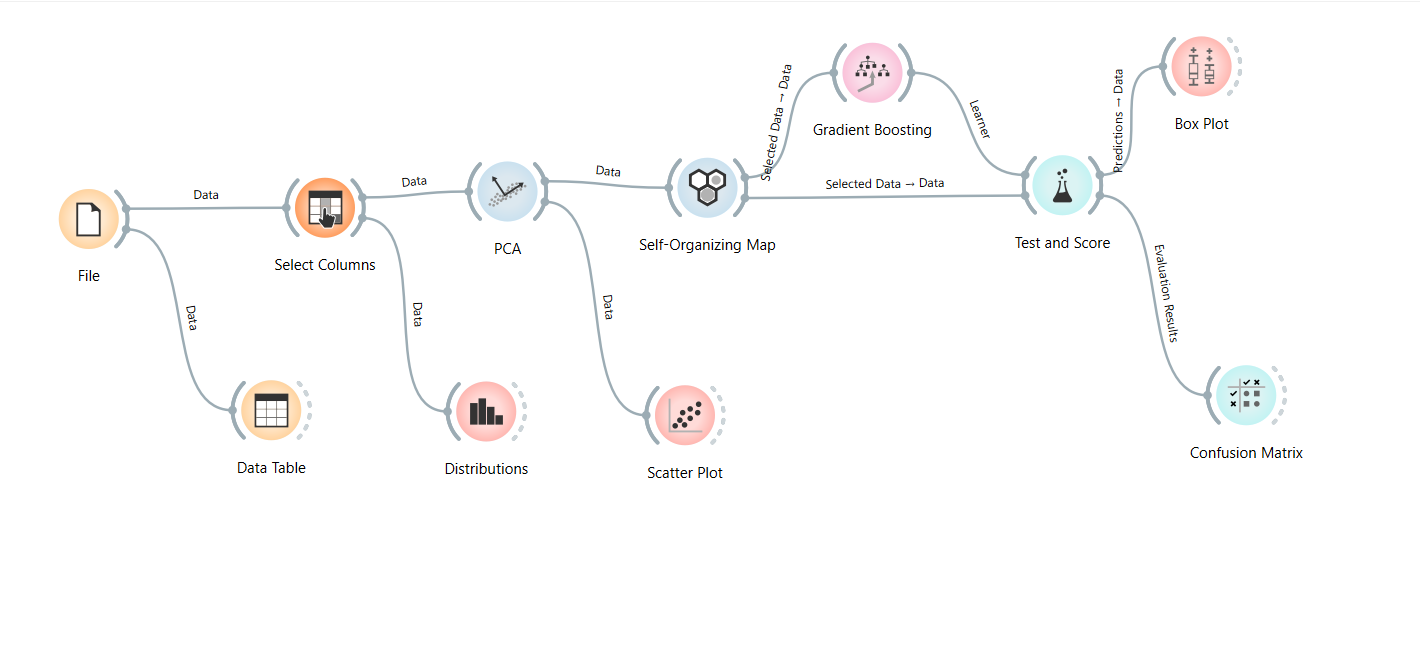 Data
File
Data
Data Table
Select Columns
Data
Data
Distributions
PCA
Data
Data
Scatter Plot
Self-Organizing Map
Selected Data → Data
Selected Data → Data
Gradient Boosting
Learner
Test and Score
Predictions → Data
Box Plot
Evaluation Results
Confusion Matrix